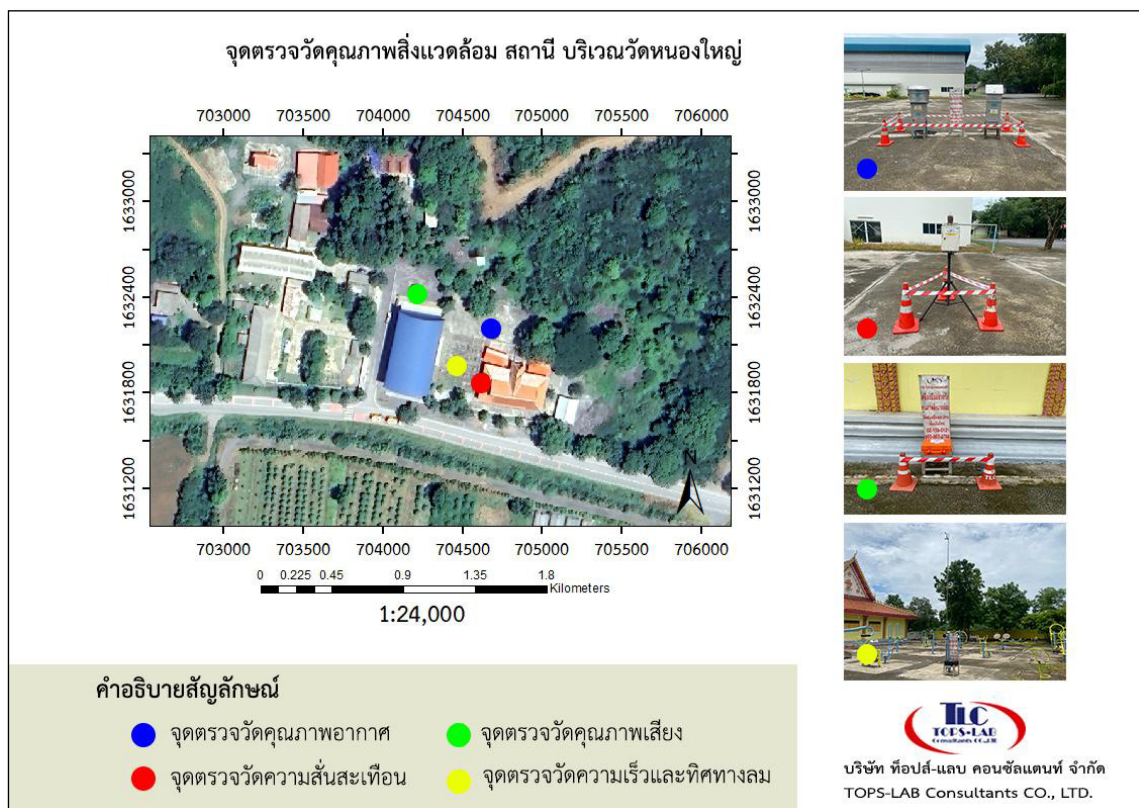 จุดตรวจวัดคุณภาพสิ่งแวดล้อม สถานี บริเวณวัดหนองใหญ่
703000 703500 704000 704500 705000 705500 706000
1633000 1633000
1632400 1632400
1631800 1631800
1631200 1631200
N
703000 703500 704000 704500 705000 705500 706000
0 0.225 0.45 0.9 1.35 1.8
Kilometers
1:24,000
คำอธิบายสัญลักษณ์
จุดตรวจวัดคุณภาพอากาศ
จุดตรวจวัดคุณภาพเสียง
จุดตรวจวัดความสั่นสะเทือน
จุดตรวจวัดความเร็วและทิศทางลม
TLC
TOPS-LAB
Consultants CO.,LTD
บริษัท ท็อปส์-แลบ คอนซัลแตนท์ จำกัด
TOPS-LAB Consultants CO., LTD.